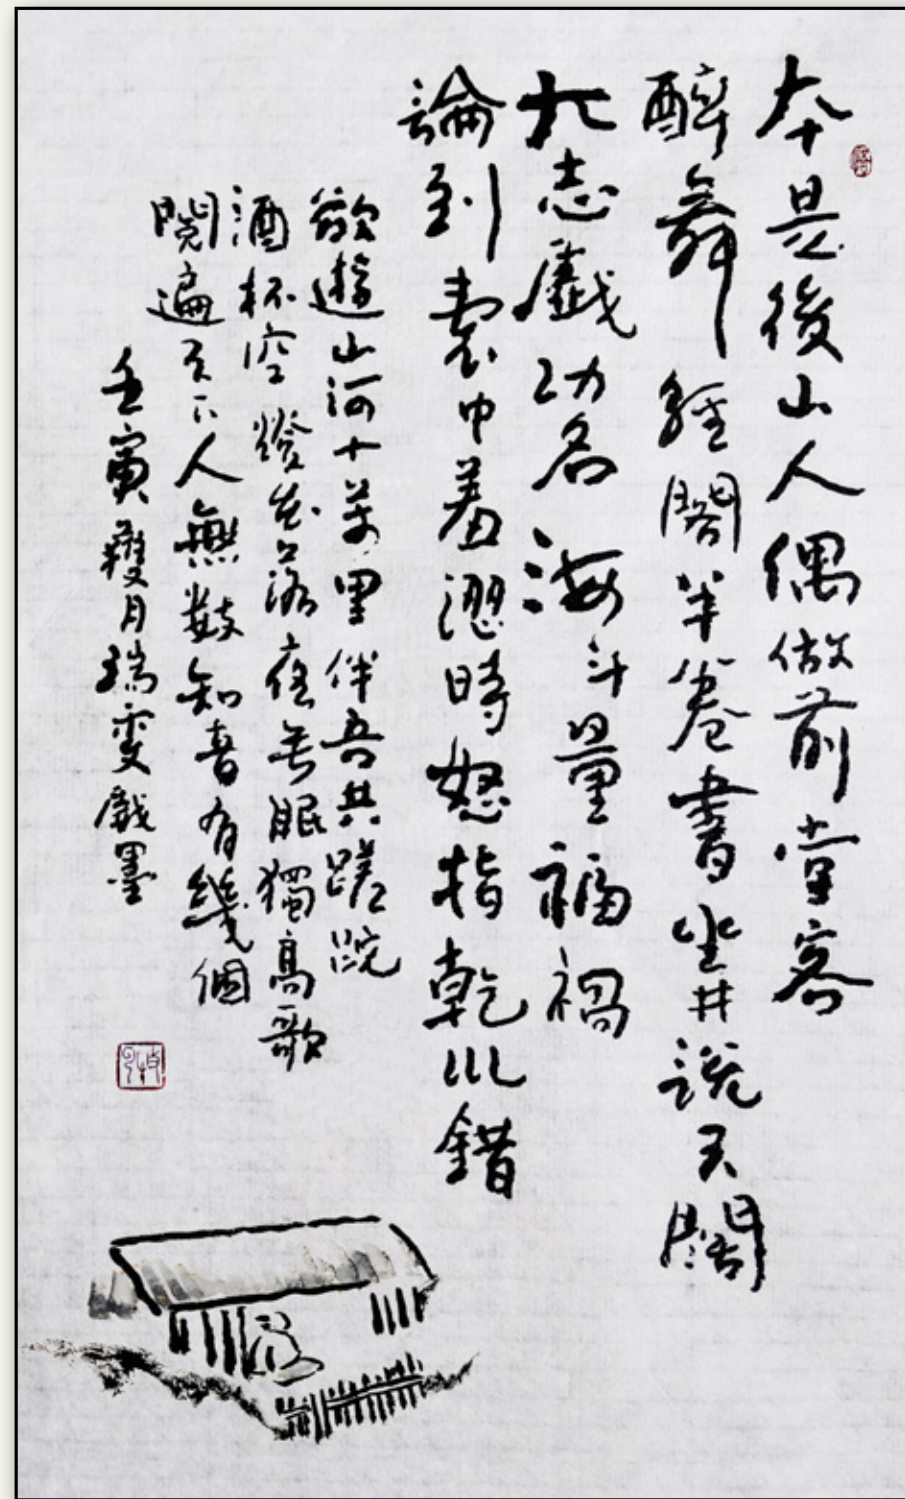 本是後山人偶做前堂客
醉舞經閣半卷書坐井說天闊
大志戲功名海斗量福禍
論到囊中羞澀時怒指乾巛錯
欲遊山河十萬里伴吾共蹉跎
酒杯空燈花落夜无眠獨高歌
閱遍天下人無數知音有幾個
壬寅月瑞雯戲墨